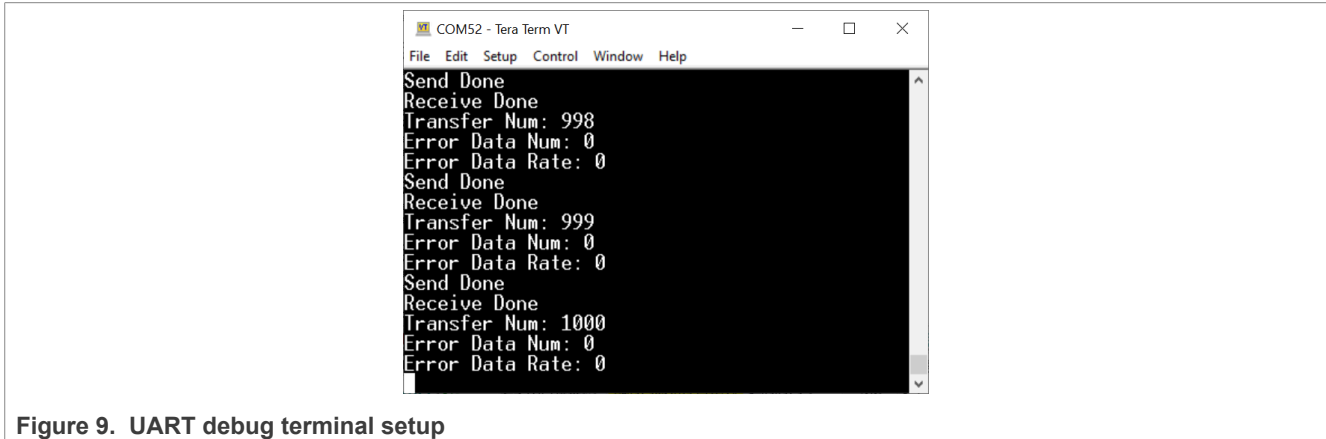 COM52 - Tera Term VT
File Edit Setup Control Window Help
Send Done
Receive Done
Transfer Num: 998
Error Data Num: 0
Error Data Rate: 0
Send Done
Receive Done
Transfer Num: 999
Error Data Num: 0
Error Data Rate: 0
Send Done
Receive Done
Transfer Num: 1000
Error Data Num: 0
Error Data Rate: 0
Figure 9. UART debug terminal setup